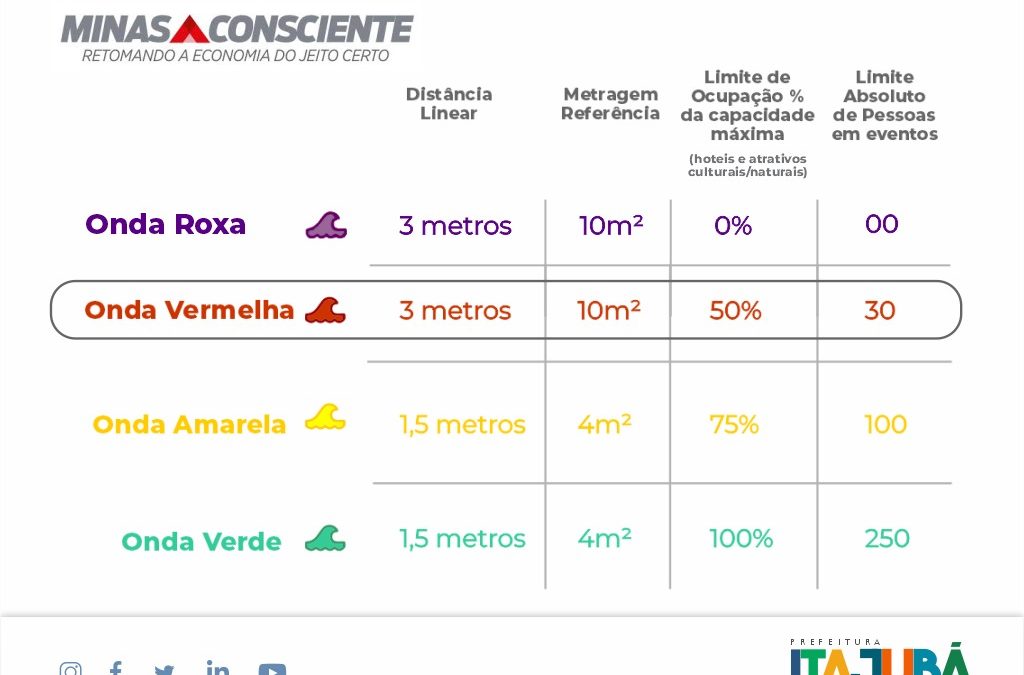 MINAS CONSCIENTE
RETOMANDO A ECONOMIA DO JEITO CERTO
Distância
Linear
Metragem
Referência
Limite de
Ocupação %
da capacidade
máxima
(hoteis e atrativos
culturais/naturais)
Limite
Absoluto
de Pessoas
em eventos
Onda Roxa 3 metros 10m² 0% 00
Onda Vermelha 3 metros 10m² 50% 30
Onda Amarela 1,5 metros 4m² 75% 100
Onda Verde 1,5 metros 4m² 100% 250
PREFEITURA
ITAJUBÁ